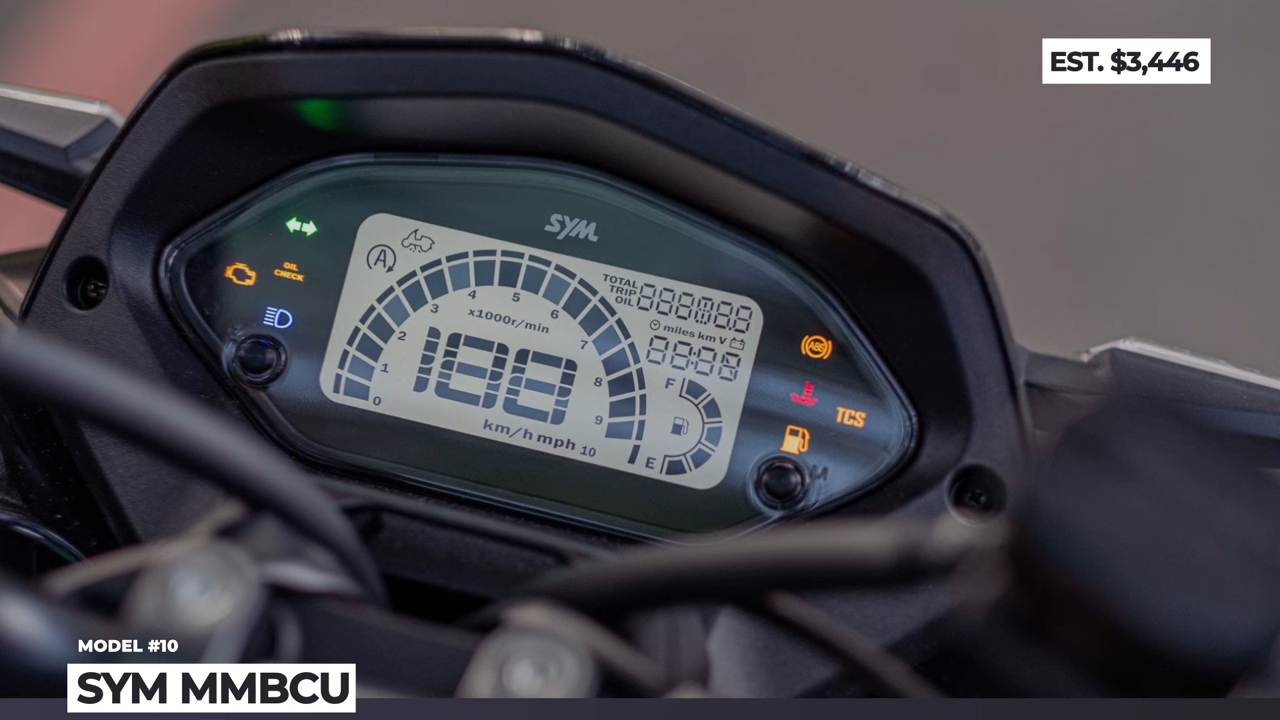 EST. $3,446
SYM
OIL
CHECK
A
TOTAL
TRIP
OIL
888888
miles km V
88:88
x1000r/min
0
1
2
3
4
5
6
7
8
9
10
188
km/h mph
F
E
ABS
TCS
MODEL #10
SYM MMBCU